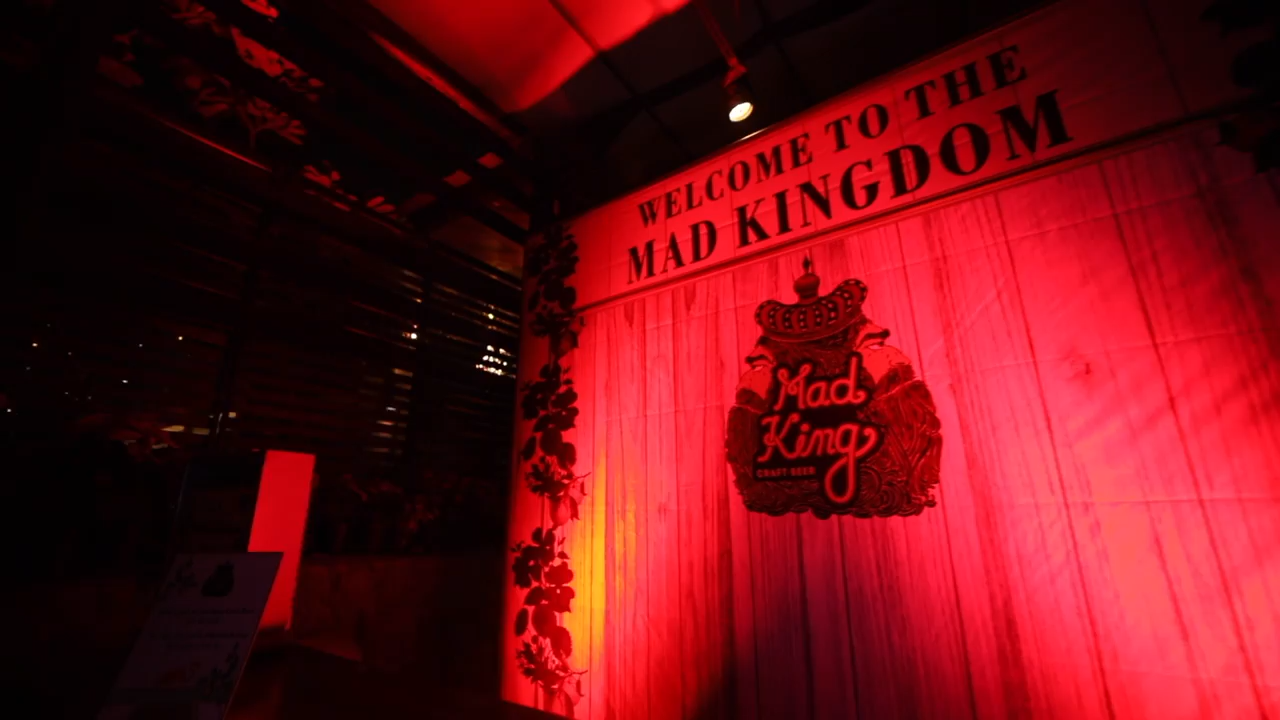 WELCOME TO THE
MAD KINGDOM
Mad
King
CRAFT BEER